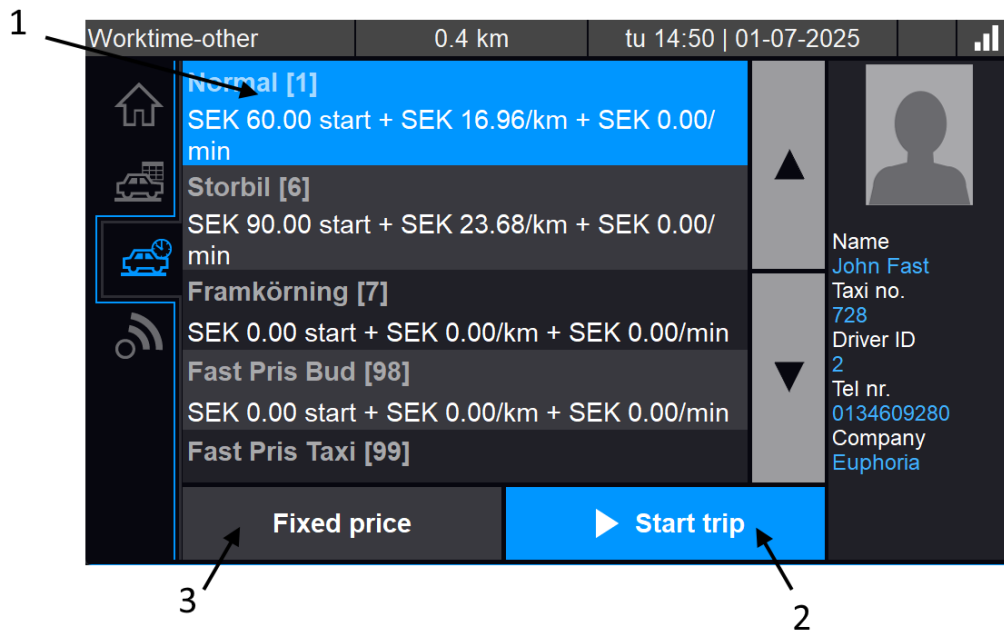 1
Worktime-other 0.4 km tu 14:50 | 01-07-2025
Normal [1]
SEK 60.00 start + SEK 16.96/km + SEK 0.00/
min
Storbil [6]
SEK 90.00 start + SEK 23.68/km + SEK 0.00/
min
Framkörning [7]
SEK 0.00 start + SEK 0.00/km + SEK 0.00/min
Fast Pris Bud [98]
SEK 0.00 start + SEK 0.00/km + SEK 0.00/min
Fast Pris Taxi [99]
▲
▼
Name
John Fast
Taxi no.
728
Driver ID
2
Tel nr.
0134609280
Company
Euphoria
Fixed price
Start trip
3
2